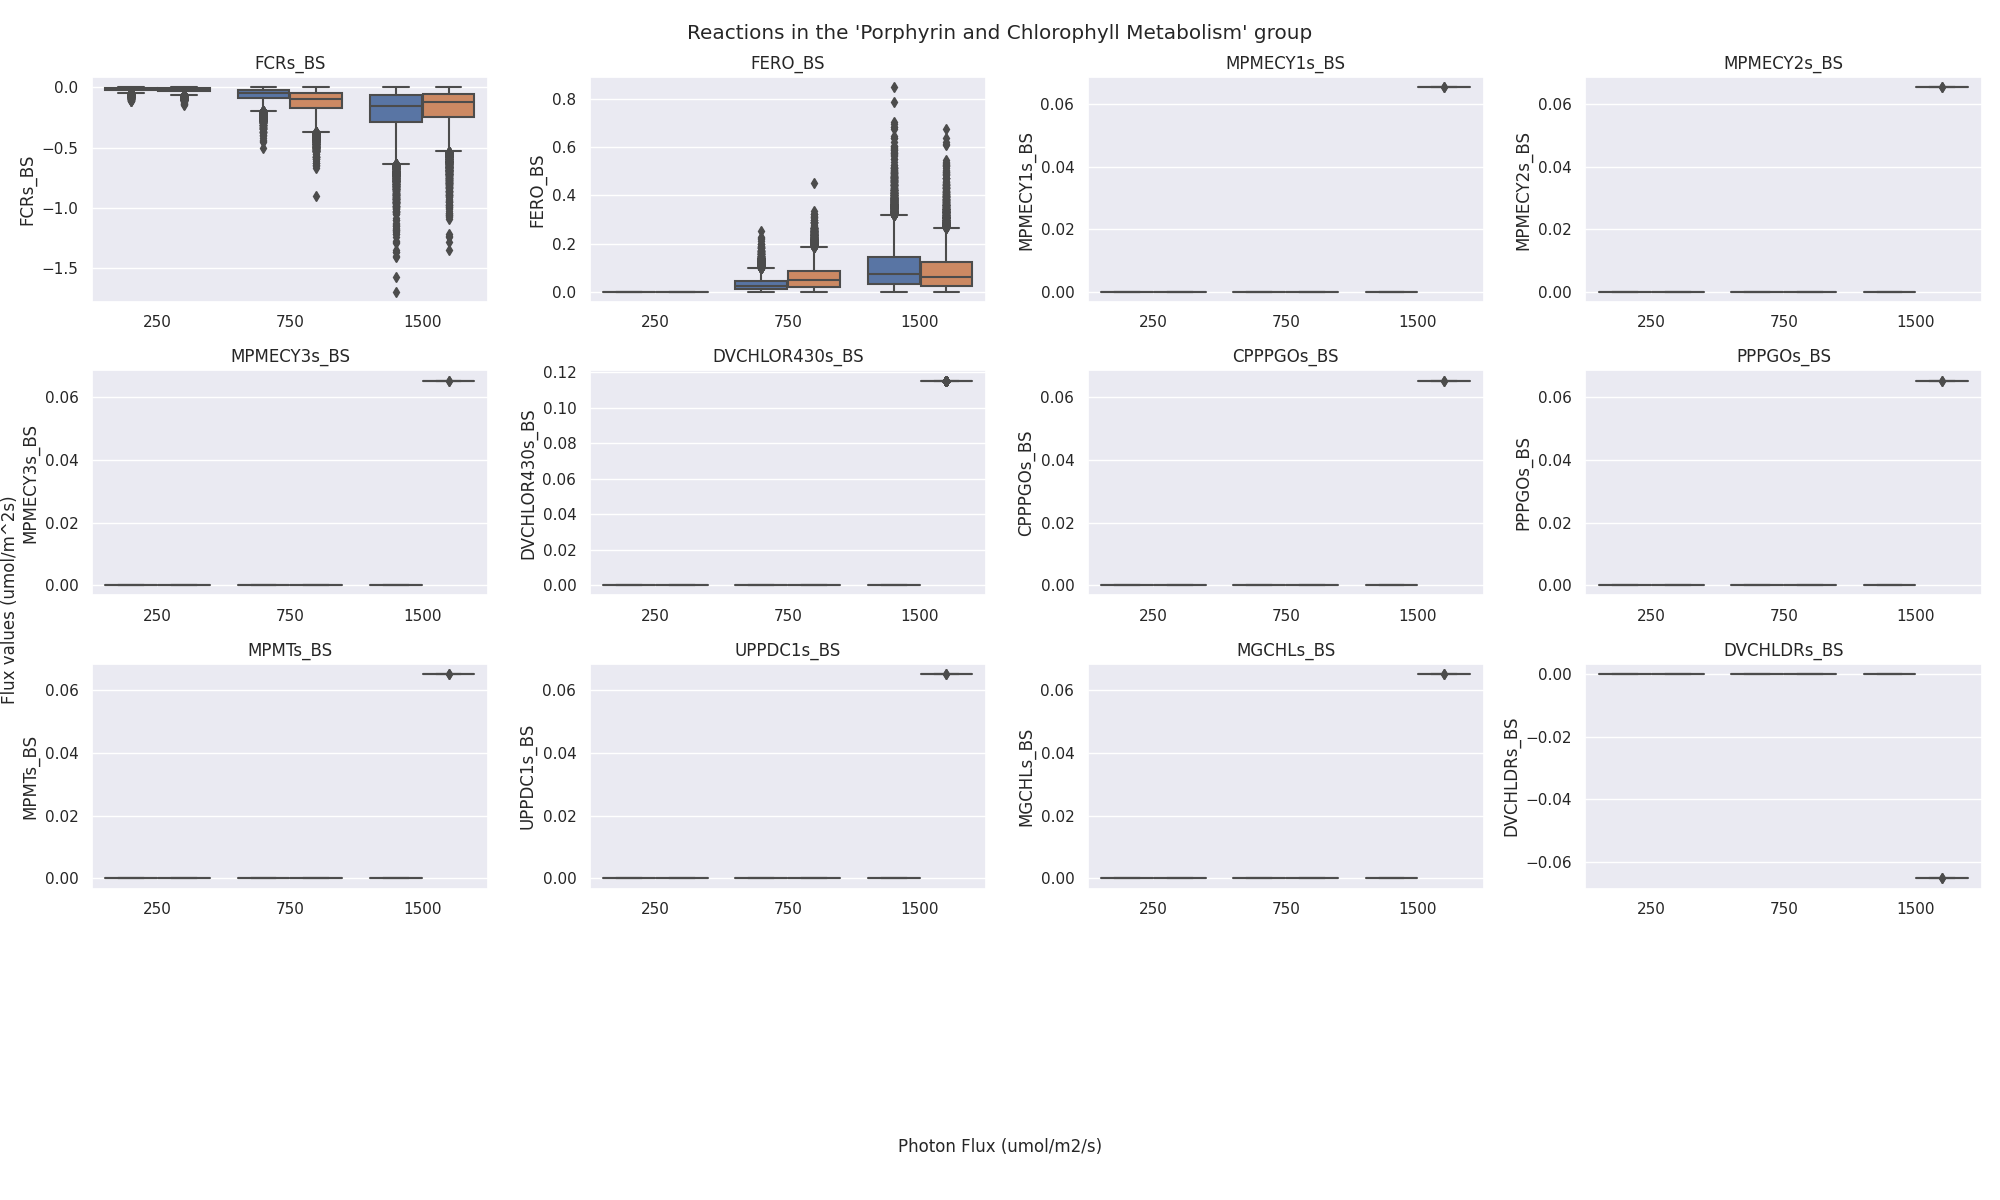 Reactions in the 'Porphyrin and Chlorophyll Metabolism' group
FCRs_BS
FCRs_BS
0.0
−0.5
−1.0
−1.5
250 750 1500
FERO_BS
FERO_BS
0.8
0.6
0.4
0.2
0.0
250 750 1500
MPMECY1s_BS
MPMECY1s_BS
0.06
0.04
0.02
0.00
250 750 1500
MPMECY2s_BS
MPMECY2s_BS
0.06
0.04
0.02
0.00
250 750 1500
MPMECY3s_BS
MPMECY3s_BS
0.06
0.04
0.02
0.00
250 750 1500
DVCHLOR430s_BS
DVCHLOR430s_BS
0.12
0.10
0.08
0.06
0.04
0.02
0.00
250 750 1500
CPPPGOs_BS
CPPPGOs_BS
0.06
0.04
0.02
0.00
250 750 1500
PPPGOs_BS
PPPGOs_BS
0.06
0.04
0.02
0.00
250 750 1500
MPMTs_BS
MPMTs_BS
0.06
0.04
0.02
0.00
250 750 1500
UPPDC1s_BS
UPPDC1s_BS
0.06
0.04
0.02
0.00
250 750 1500
MGCHLs_BS
MGCHLs_BS
0.06
0.04
0.02
0.00
250 750 1500
DVCHLDRs_BS
DVCHLDRs_BS
0.00
−0.02
−0.04
−0.06
250 750 1500
Flux values (umol/m^2s)
Photon Flux (umol/m2/s)